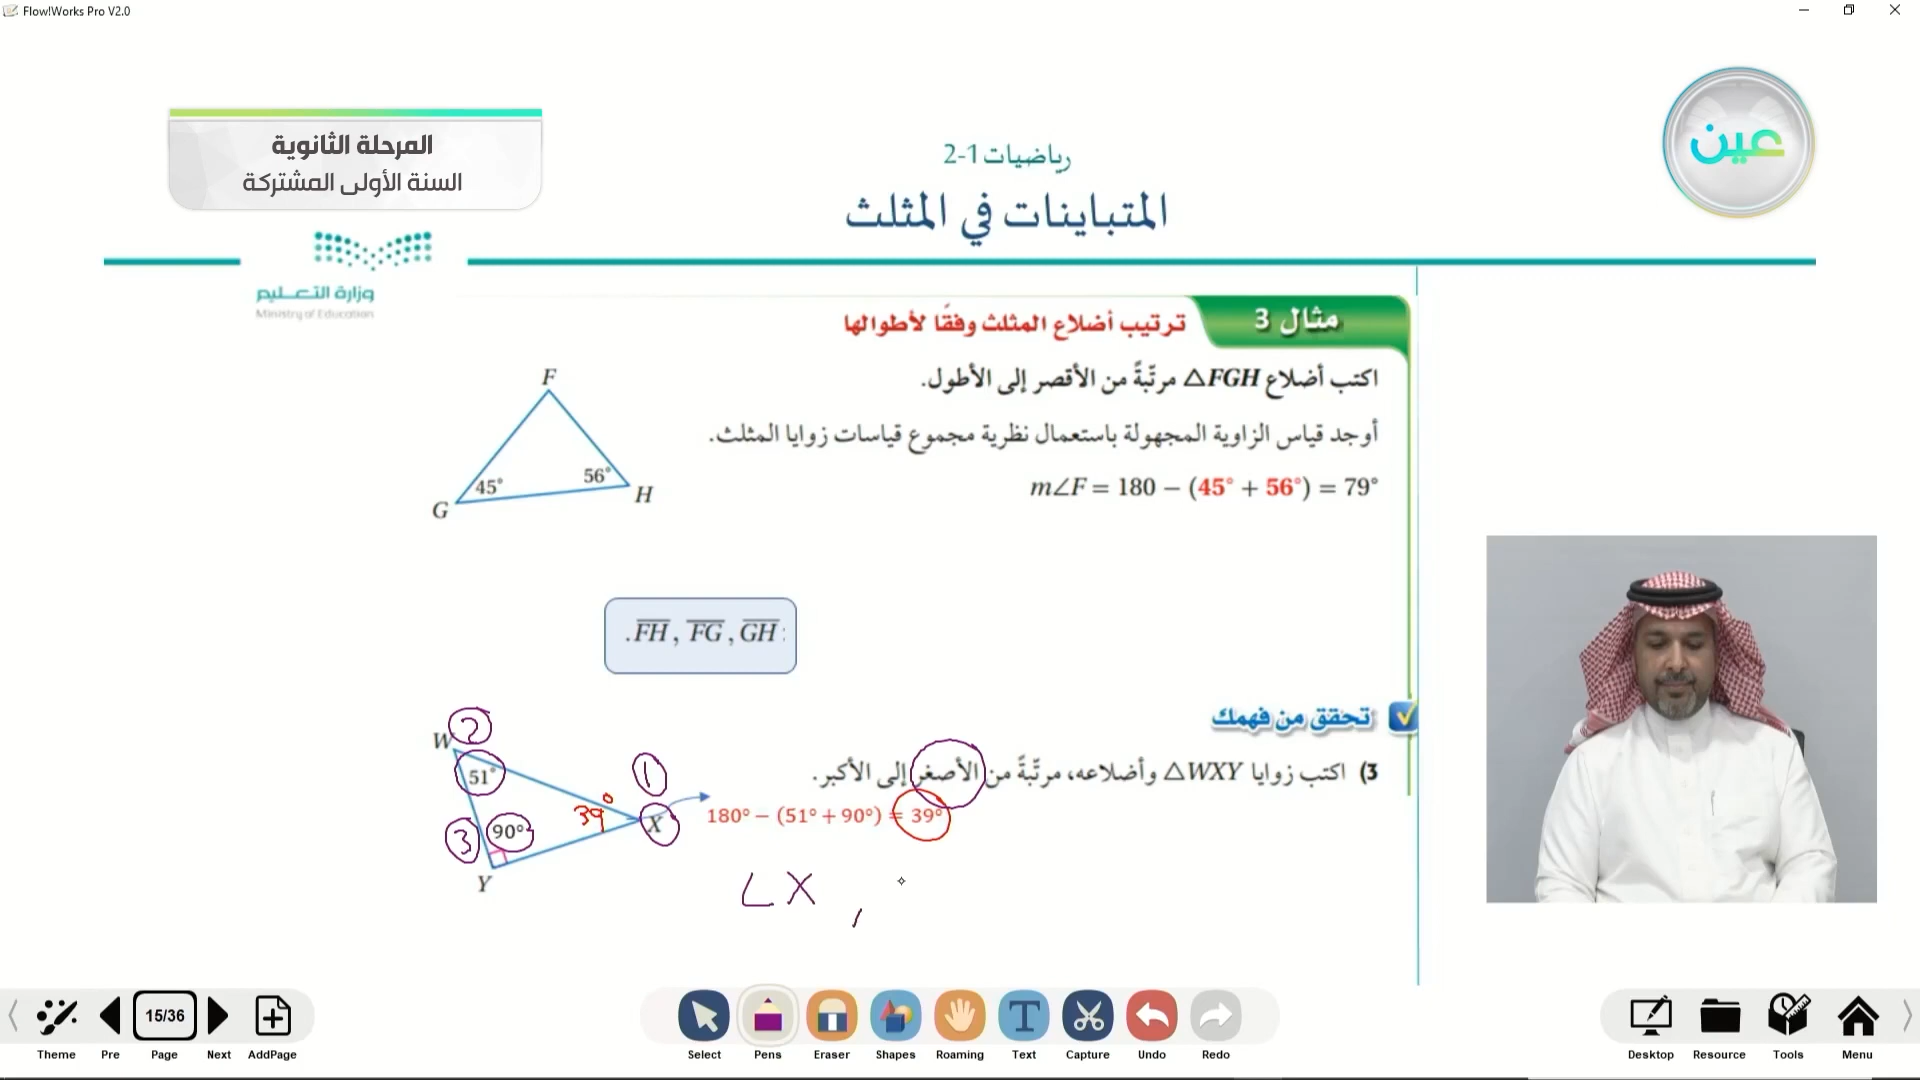 Flow!Works Pro V2.0
المرحلة الثانوية
السنة الأولى المشتركة
رياضيات 1-2
المتباينات في المثلث
عين
وزارة التعليم
Ministry of Education
مثال 3
ترتيب أضلاع المثلث وفقًا لأطوالها
اكتب أضلاع △FGH مرتّبةً من الأقصر إلى الأطول.
أوجد قياس الزاوية المجهولة باستعمال نظرية مجموع قياسات زوايا المثلث.
m∠F = 180 − (45° + 56°) = 79°
F
45°
56°
G
H
.F̅H̅ , F̅G̅ , G̅H̅ :
تحقق من فهمك
3) اكتب زوايا △WXY وأضلاعه، مرتّبةً من الأصغر إلى الأكبر.
180° − (51° + 90°) = 39°
2
W
51°
1
39°
X
3
90°
Y
∠X ,
15/36
Theme
Pre
Page
Next
AddPage
Select
Pens
Eraser
Shapes
Roaming
Text
Capture
Undo
Redo
Desktop
Resource
Tools
Menu